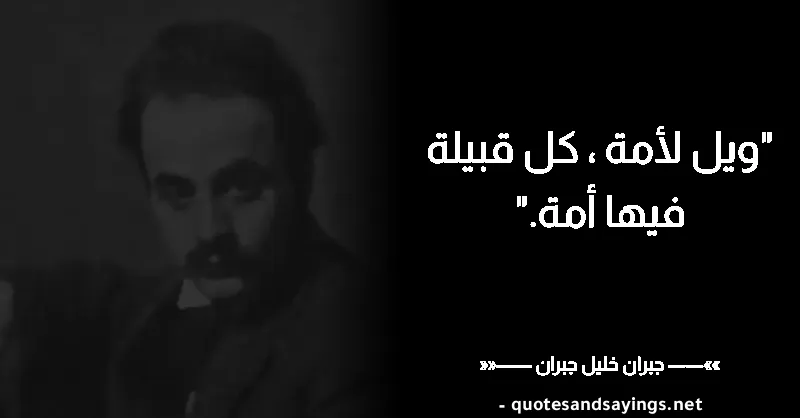 "ويل لأمة ، كل قبيلة
فيها أمة."
»»—— جبران خليل جبران ——««
- quotesandsayings.net